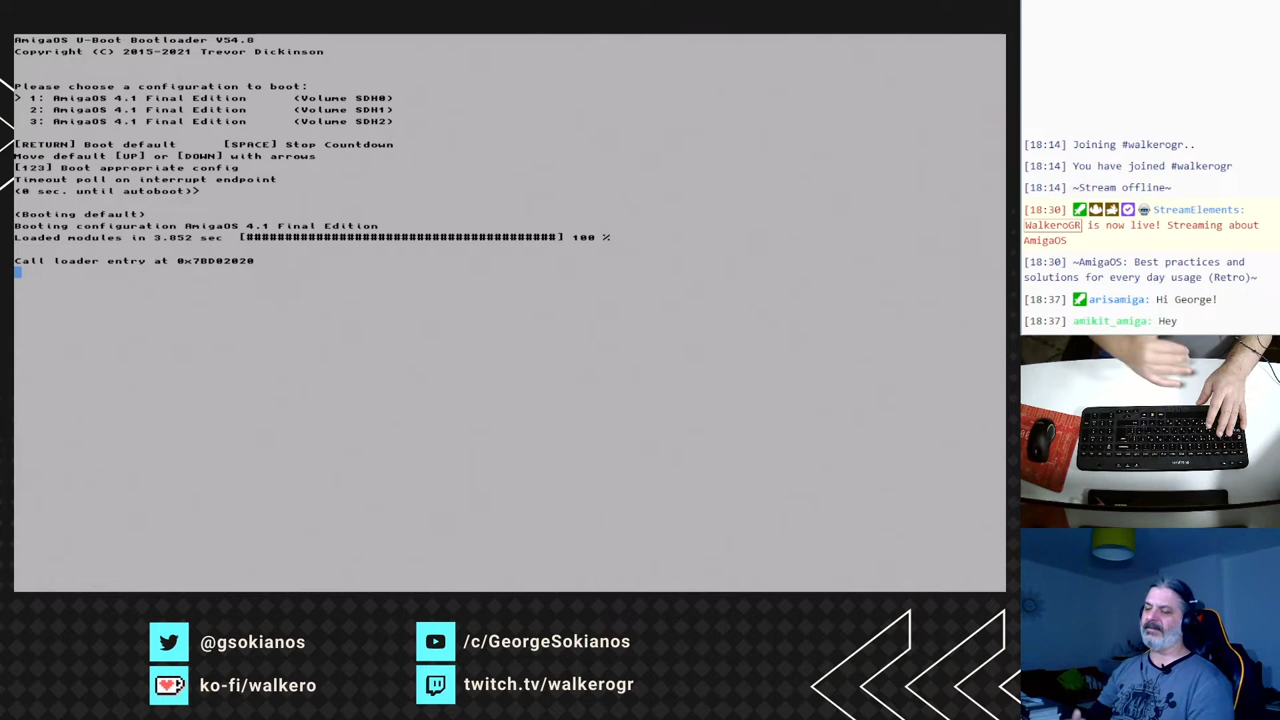 AmigaOS U-Boot Bootloader V54.8
Copyright (C) 2015-2021 Trevor Dickinson
Please choose a configuration to boot:
> 1: AmigaOS 4.1 Final Edition (Volume SDH0)
2: AmigaOS 4.1 Final Edition (Volume SDH1)
3: AmigaOS 4.1 Final Edition (Volume SDH2)
[RETURN] Boot default [SPACE] Stop Countdown
Move default [UP] or [DOWN] with arrows
[123] Boot appropriate config
Timeout poll on interrupt endpoint
(0 sec. until autoboot)>
(Booting default)
Booting configuration AmigaOS 4.1 Final Edition
Loaded modules in 3.852 sec [########################################] 100 %
Call loader entry at 0x7BD02020
[18:14] Joining #walkerogr..
[18:14] You have joined #walkerogr
[18:14] ~Stream offline~
[18:30] StreamElements:
WalkeroGR is now live! Streaming about
AmigaOS
[18:30] ~AmigaOS: Best practices and
solutions for every day usage (Retro)~
[18:37] arisamiga: Hi George!
[18:37] amikit_amiga: Hey
@gsokianos
/c/GeorgeSokianos
ko-fi/walkero
twitch.tv/walkerogr